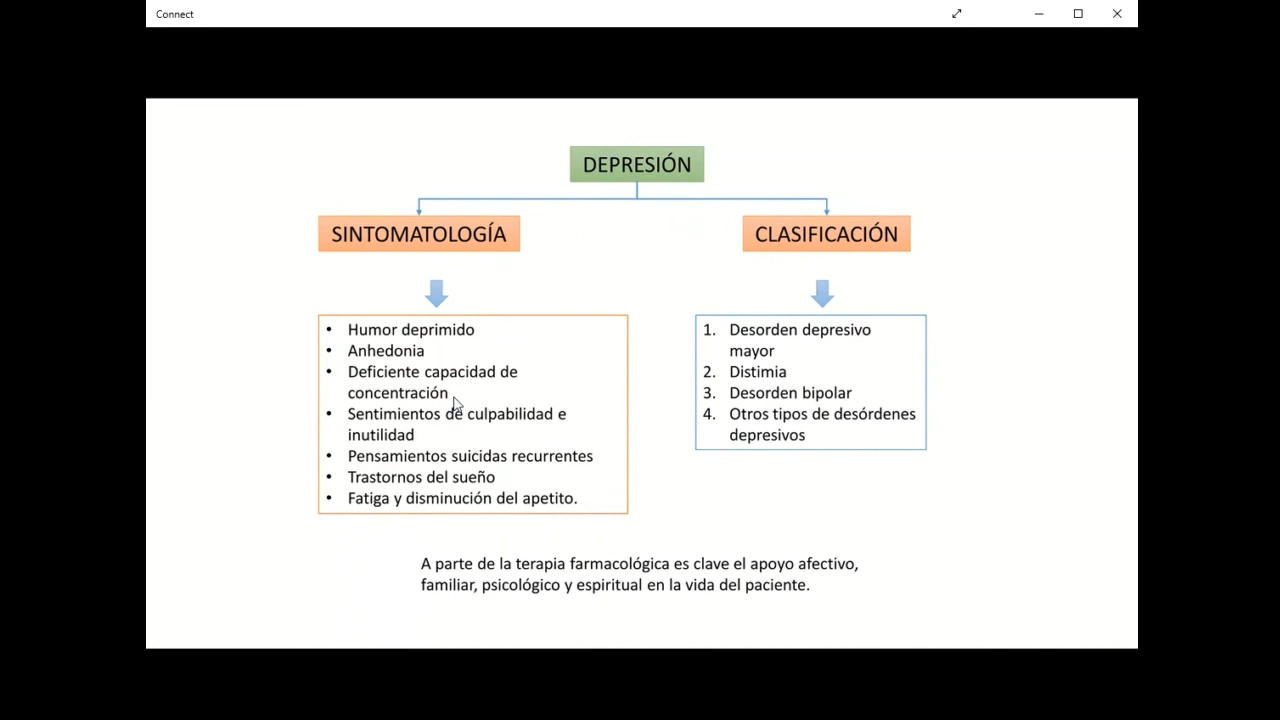 Connect
DEPRESIÓN
SINTOMATOLOGÍA
CLASIFICACIÓN
• Humor deprimido
• Anhedonia
• Deficiente capacidad de
concentración
• Sentimientos de culpabilidad e
inutilidad
• Pensamientos suicidas recurrentes
• Trastornos del sueño
• Fatiga y disminución del apetito.
1. Desorden depresivo
mayor
2. Distimia
3. Desorden bipolar
4. Otros tipos de desórdenes
depresivos
A parte de la terapia farmacológica es clave el apoyo afectivo,
familiar, psicológico y espiritual en la vida del paciente.